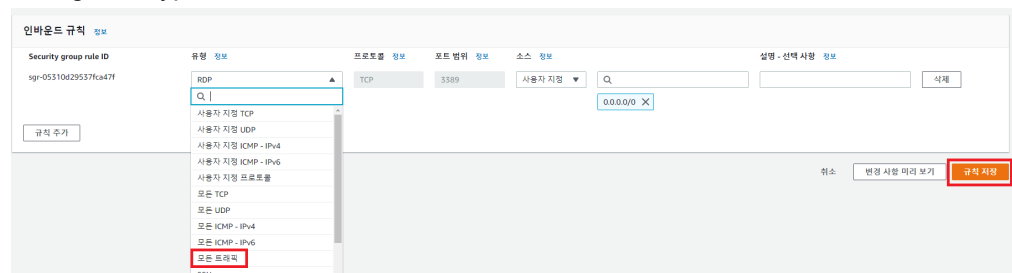 인바운드 규칙 정보
Security group rule ID 유형 정보 프로토콜 정보 포트 범위 정보 소스 정보 설명 - 선택 사항 정보
sgr-05310d29537fca47f RDP TCP 3389 사용자 지정 삭제
0.0.0.0/0
사용자 지정 TCP
사용자 지정 UDP
규칙 추가
사용자 지정 ICMP - IPv4
사용자 지정 ICMP - IPv6
사용자 지정 프로토콜
취소 변경 사항 미리 보기 규칙 저장
모든 TCP
모든 UDP
모든 ICMP - IPv4
모든 ICMP - IPv6
모든 트래픽